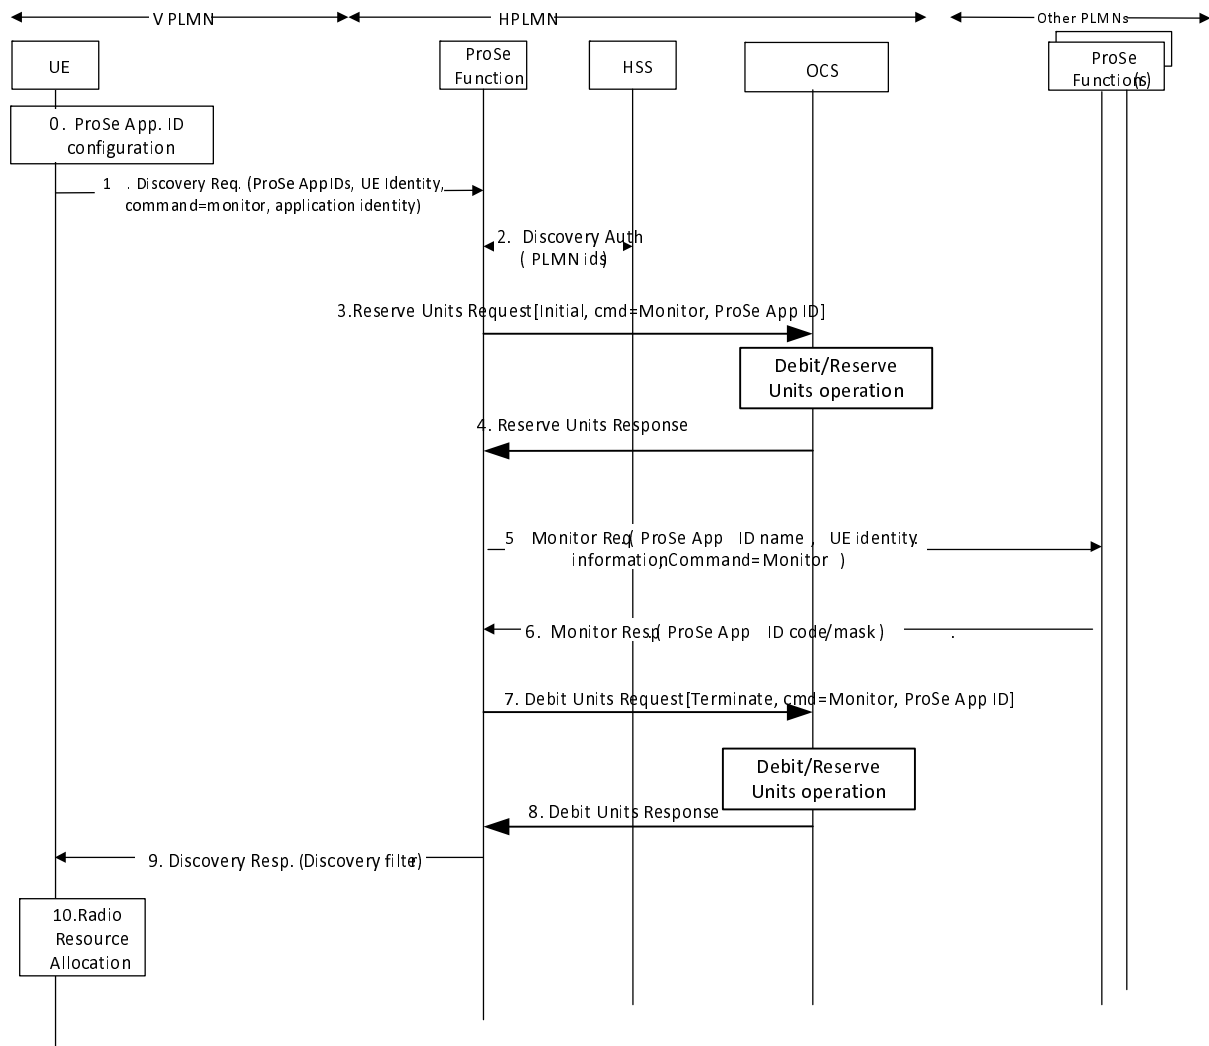 V PLMN
HPLMN
Other PLMNs
UE
ProSe
Function
HSS
OCS
ProSe
Function(s)
0. ProSe App. ID
configuration
1 . Discovery Req. (ProSe App IDs, UE Identity,
command=monitor, application identity)
2. Discovery Auth
( PLMN ids)
3.Reserve Units Request[Initial, cmd=Monitor, ProSe App ID]
Debit/Reserve
Units operation
4. Reserve Units Response
5 Monitor Req.( ProSe App ID name , UE identity.
information,Command=Monitor )
6. Monitor Resp.( ProSe App ID code/mask ) .
7. Debit Units Request[Terminate, cmd=Monitor, ProSe App ID]
Debit/Reserve
Units operation
8. Debit Units Response
9. Discovery Resp. (Discovery filter)
10.Radio
Resource
Allocation